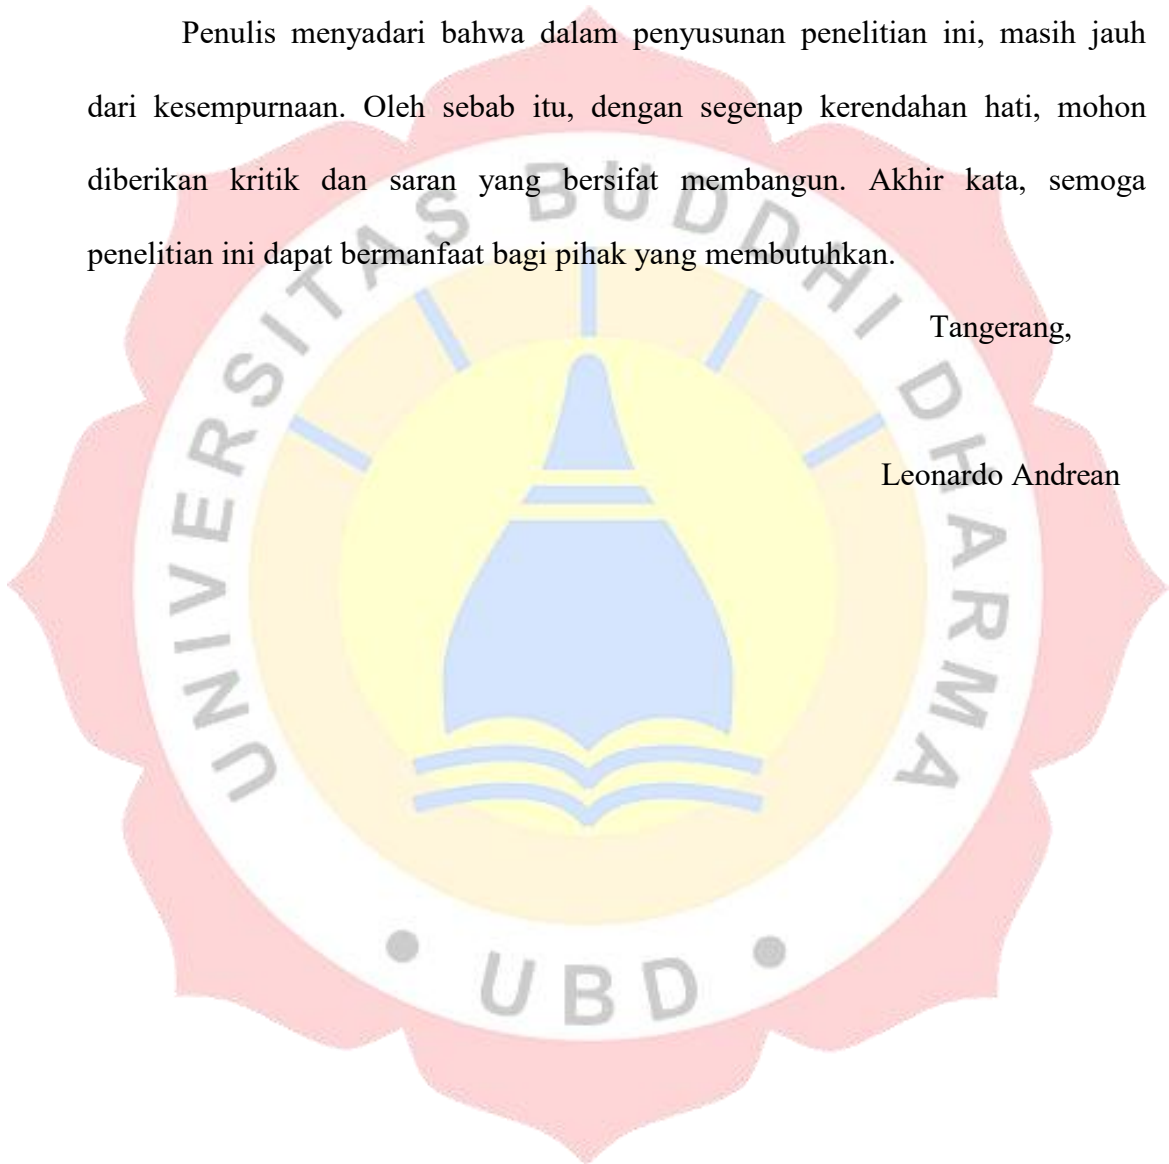 Penulis menyadari bahwa dalam penyusunan penelitian ini, masih jauh
dari kesempurnaan. Oleh sebab itu, dengan segenap kerendahan hati, mohon
diberikan kritik dan saran yang bersifat membangun. Akhir kata, semoga
penelitian ini dapat bermanfaat bagi pihak yang membutuhkan.
Tangerang,
Leonardo Andrean
UNIVERSITAS BUDDHI DHARMA
• UBD •